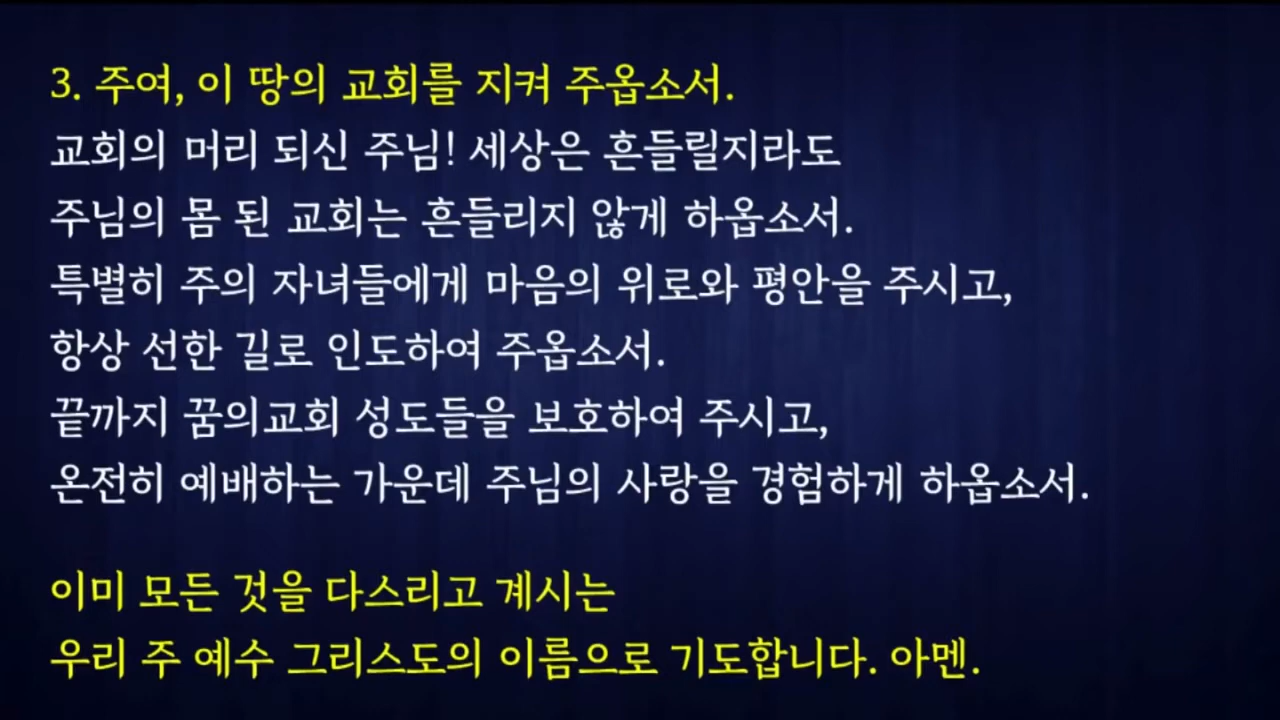 3. 주여, 이 땅의 교회를 지켜 주옵소서.
교회의 머리 되신 주님! 세상은 흔들릴지라도
주님의 몸 된 교회는 흔들리지 않게 하옵소서.
특별히 주의 자녀들에게 마음의 위로와 평안을 주시고,
항상 선한 길로 인도하여 주옵소서.
끝까지 꿈의교회 성도들을 보호하여 주시고,
온전히 예배하는 가운데 주님의 사랑을 경험하게 하옵소서.
이미 모든 것을 다스리고 계시는
우리 주 예수 그리스도의 이름으로 기도합니다. 아멘.